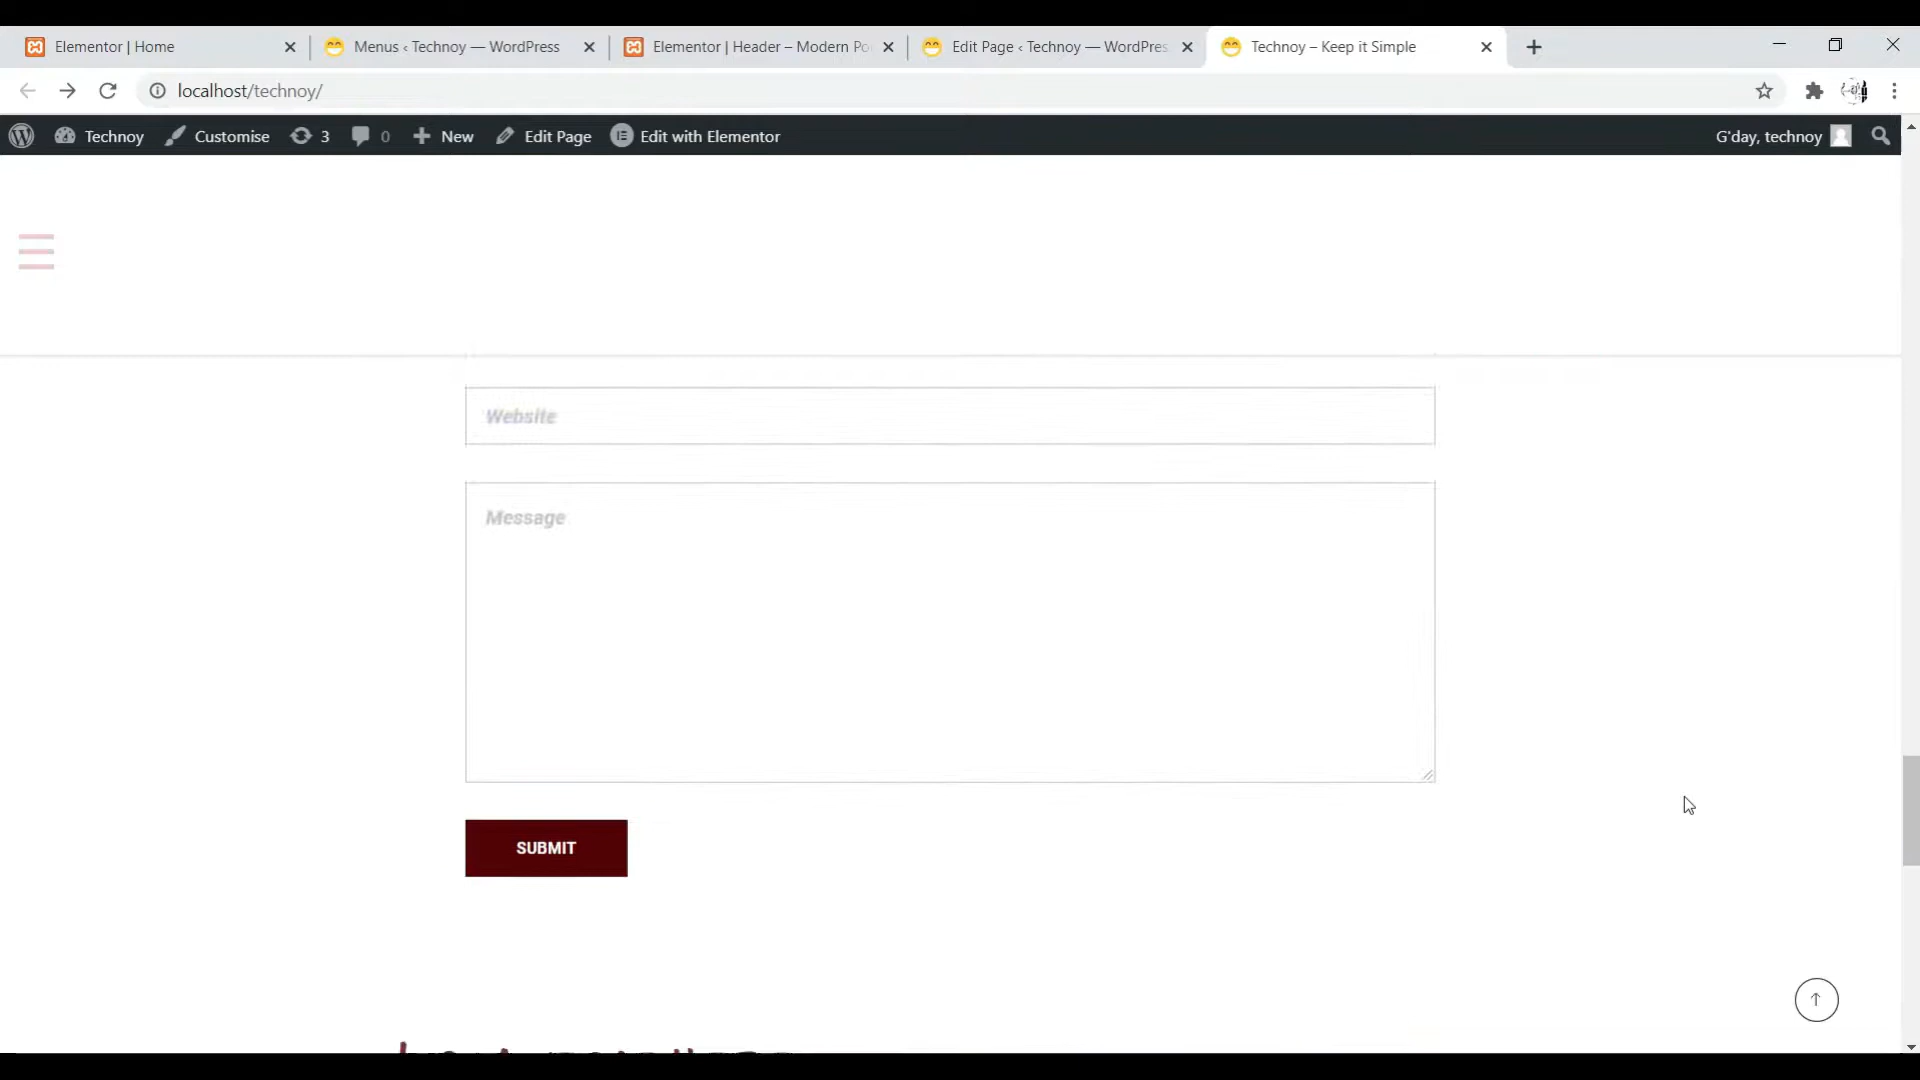 Elementor | Home
Menus ‹ Technoy — WordPress
Elementor | Header – Modern Po
Edit Page ‹ Technoy — WordPres
Technoy – Keep it Simple
localhost/technoy/
Technoy
Customise
3
0
New
Edit Page
Edit with Elementor
G'day, technoy
Website
Message
SUBMIT